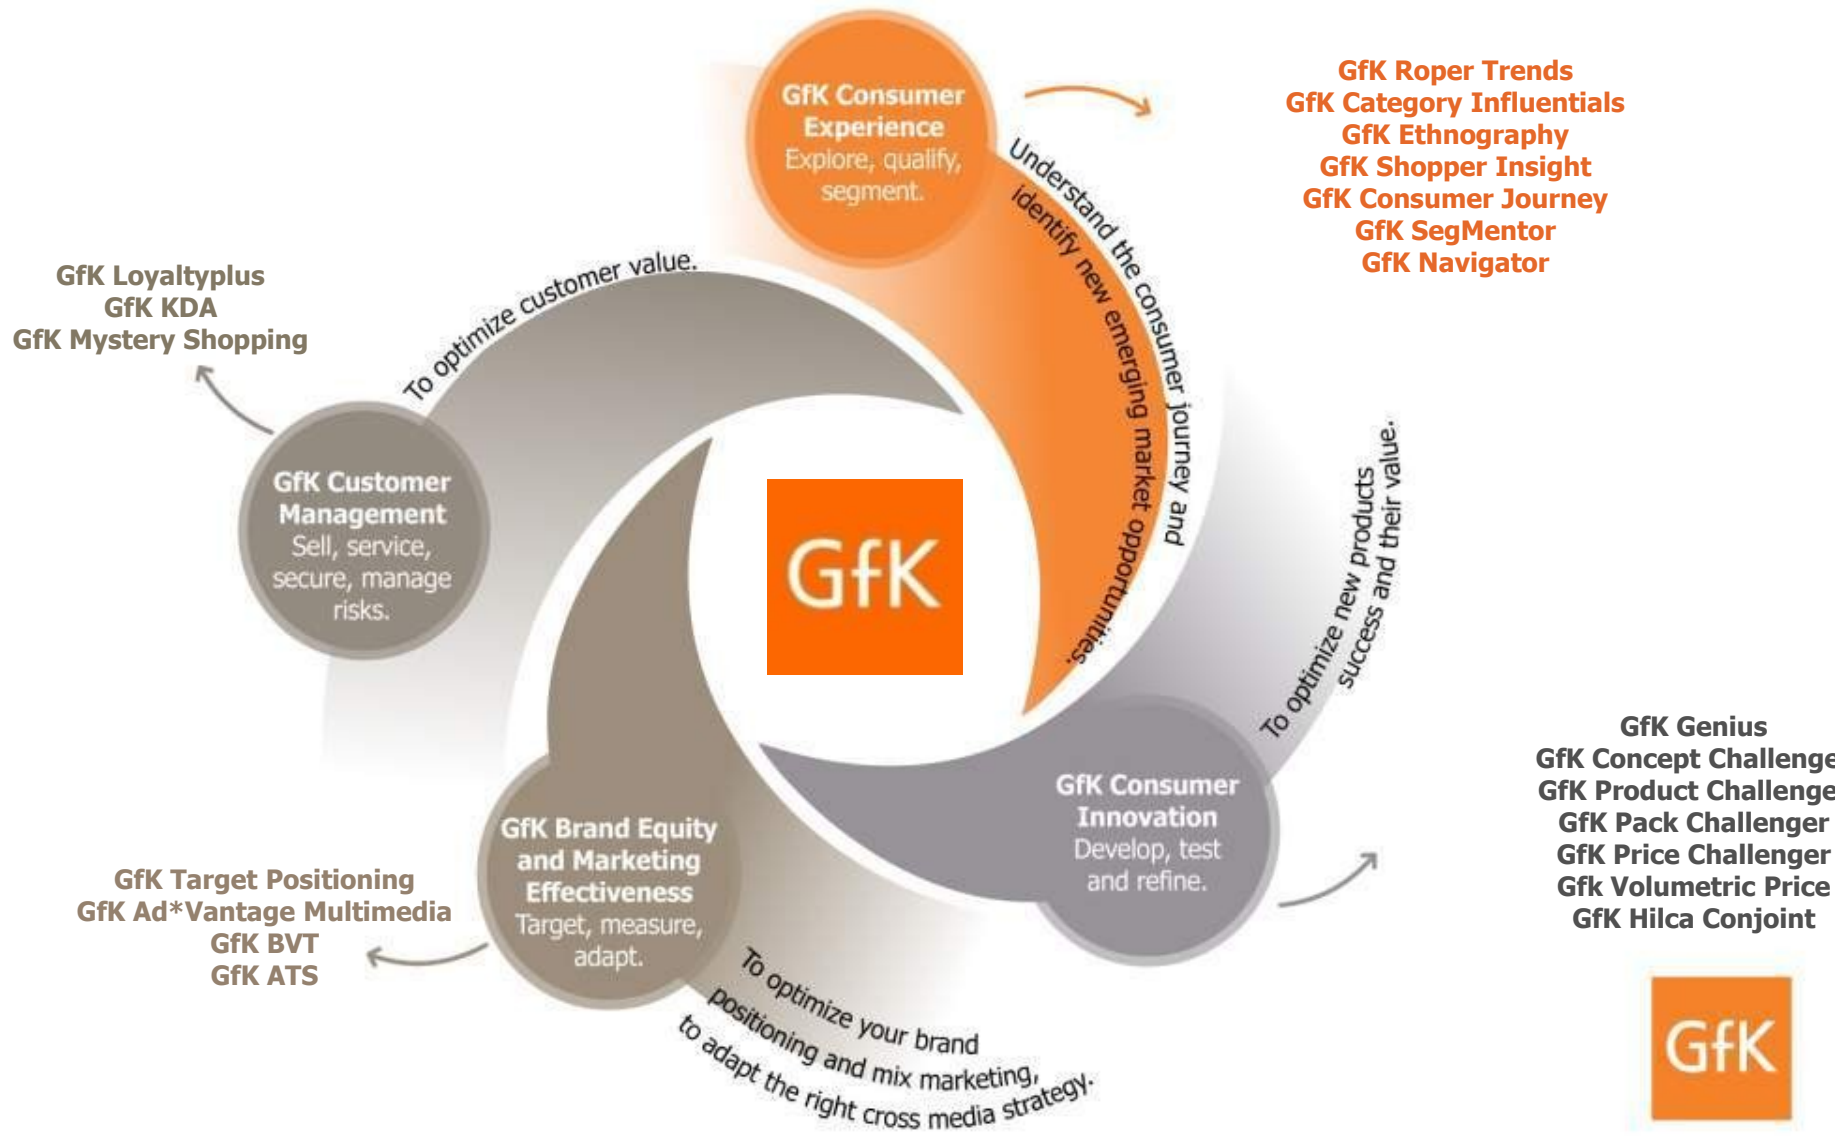 GfK Consumer
Experience
Explore, qualify,
segment.
Understand the consumer journey and
identify new emerging market opportunities.
GfK Roper Trends
GfK Category Influentials
GfK Ethnography
GfK Shopper Insight
GfK Consumer Journey
GfK SegMentor
GfK Navigator
GfK Loyaltyplus
GfK KDA
GfK Mystery Shopping
To optimize customer value.
GfK Customer
Management
Sell, service,
secure, manage
risks.
GfK
To optimize new products
success and their value.
GfK Consumer
Innovation
Develop, test
and refine.
GfK Genius
GfK Concept Challenge
GfK Product Challenge
GfK Pack Challenger
GfK Price Challenger
Gfk Volumetric Price
GfK Hilca Conjoint
GfK Brand Equity
and Marketing
Effectiveness
Target, measure,
adapt.
GfK Target Positioning
GfK Ad*Vantage Multimedia
GfK BVT
GfK ATS
To optimize your brand
positioning and mix marketing,
to adapt the right cross media strategy.
GfK